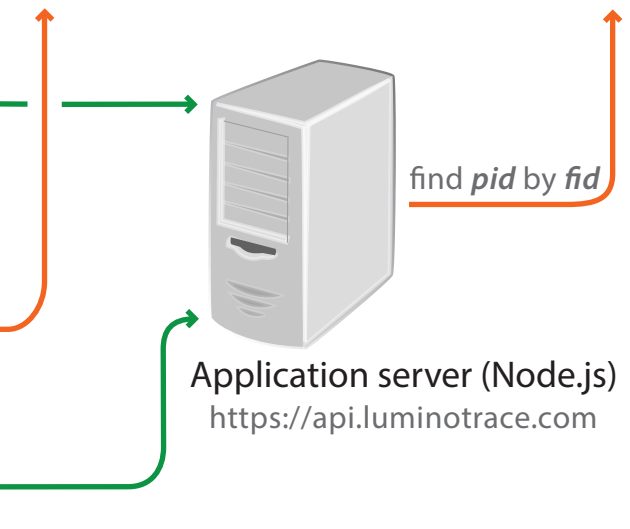 find pid by fid
Application server (Node.js)
https://api.luminotrace.com